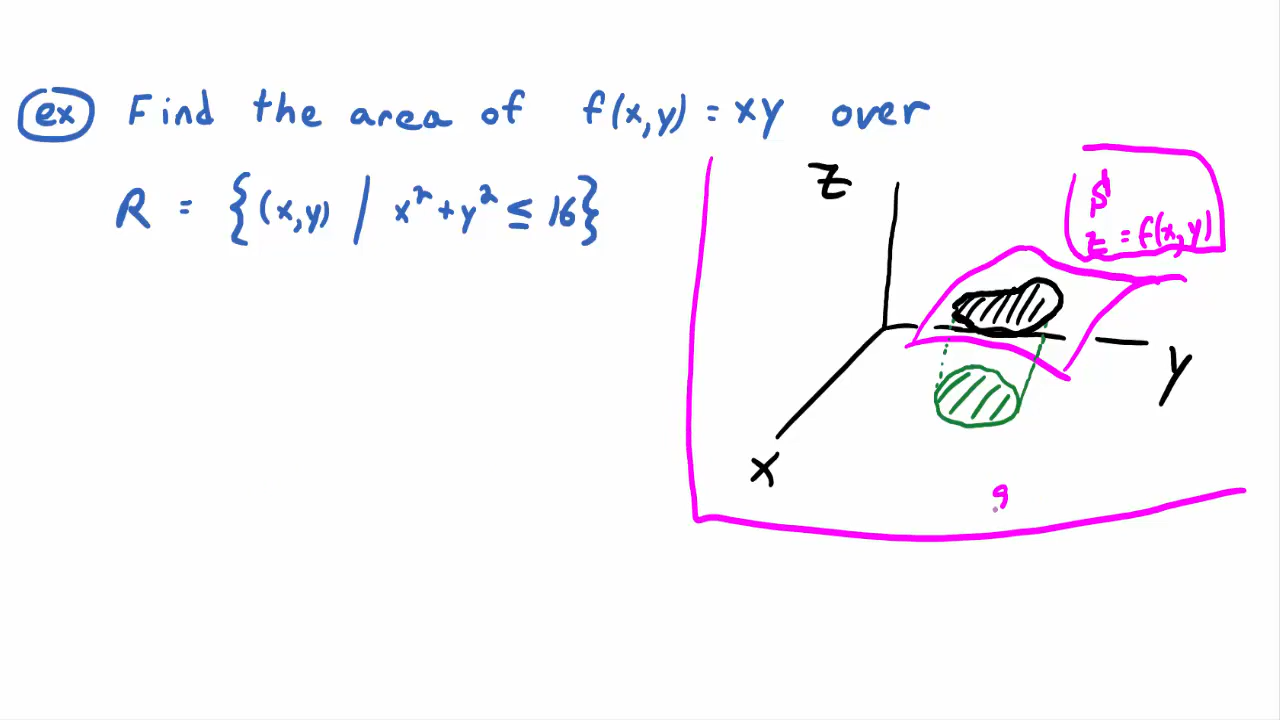 ex Find the area of f(x,y) = xy over
R = {(x,y) | x² + y² ≤ 16}
z
S
z = f(x,y)
y
x